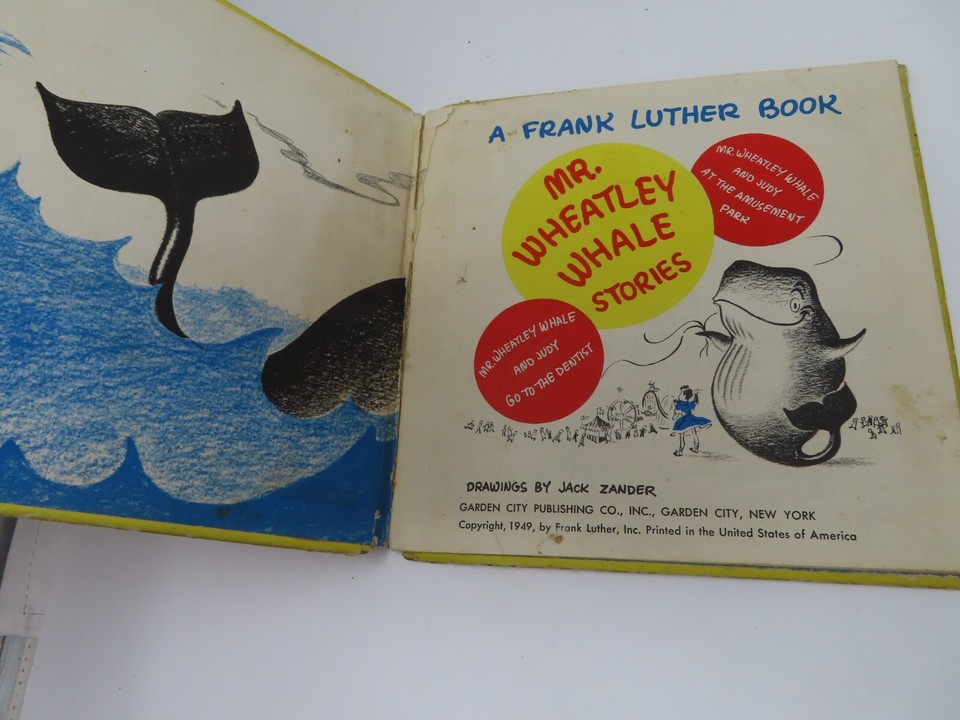 A FRANK LUTHER BOOK
MR.
WHEATLEY
WHALE
STORIES
MR. WHEATLEY WHALE
AND JUDY
AT THE AMUSEMENT
PARK
MR. WHEATLEY WHALE
AND JUDY
GO TO THE DENTIST
DRAWINGS BY JACK ZANDER
GARDEN CITY PUBLISHING CO., INC., GARDEN CITY, NEW YORK
Copyright, 1949, by Frank Luther, Inc. Printed in the United States of America